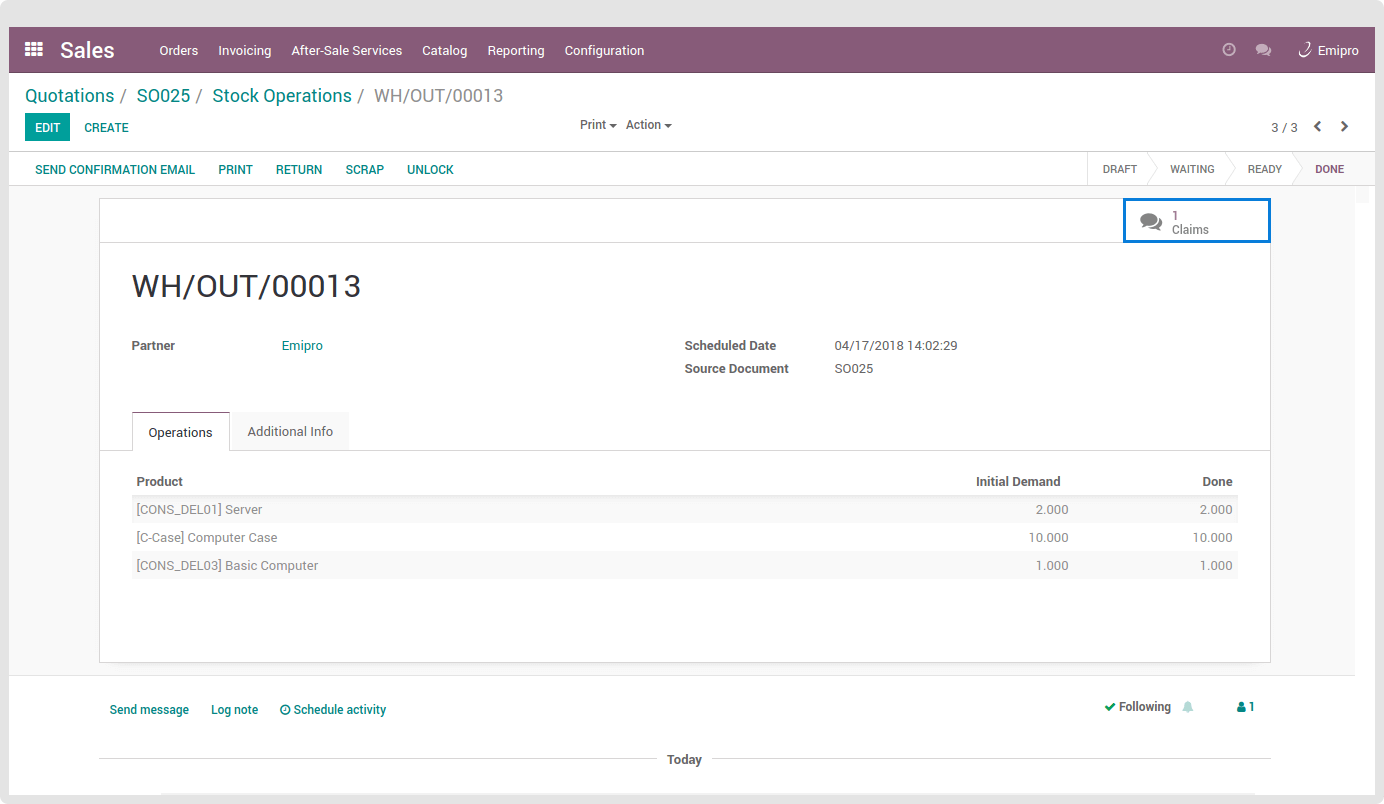 Sales Orders Invoicing After-Sale Services Catalog Reporting Configuration Emipro
Quotations / SO025 / Stock Operations / WH/OUT/00013
EDIT CREATE Print Action 3 / 3
SEND CONFIRMATION EMAIL PRINT RETURN SCRAP UNLOCK DRAFT WAITING READY DONE
1
Claims
WH/OUT/00013
Partner Emipro Scheduled Date 04/17/2018 14:02:29
Source Document SO025
Operations Additional Info
Product Initial Demand Done
[CONS_DEL01] Server 2.000 2.000
[C-Case] Computer Case 10.000 10.000
[CONS_DEL03] Basic Computer 1.000 1.000
Send message Log note Schedule activity Following 1
Today